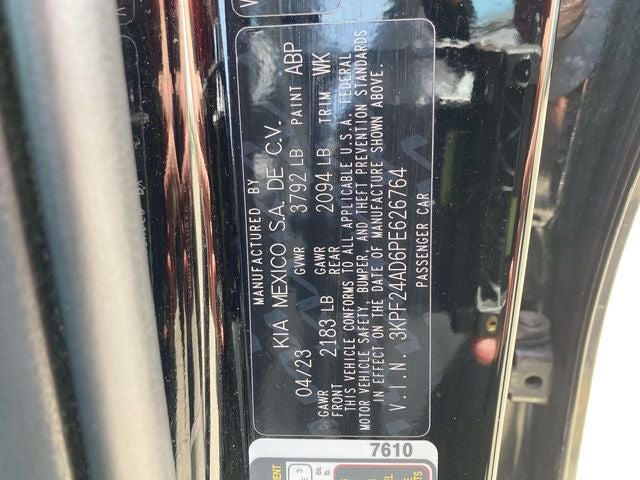 MANUFACTURED BY
KIA MEXICO S.A. DE C.V.
04/23 GVWR 3792 LB PAINT ABP
GAWR FRONT 2183 LB GAWR REAR 2094 LB TRIM WK
THIS VEHICLE CONFORMS TO ALL APPLICABLE U.S.A. FEDERAL
MOTOR VEHICLE SAFETY, BUMPER, AND THEFT PREVENTION STANDARDS
IN EFFECT ON THE DATE OF MANUFACTURE SHOWN ABOVE.
V.I.N. 3KPF24AD6PE626764
PASSENGER CAR
7610